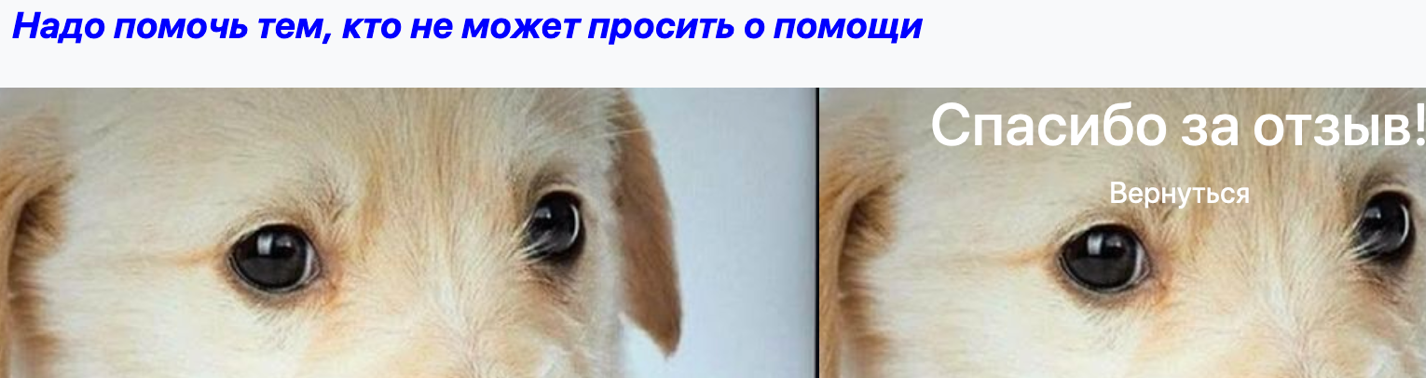 Надо помочь тем, кто не может просить о помощи
Спасибо за отзыв!
Вернуться